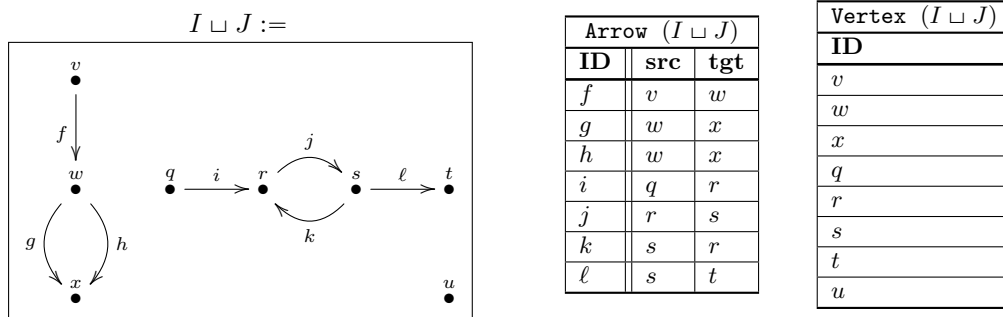 I ⊔ J :=
v
f
w
q
i
r
j
s
ℓ
t
g
h
k
x
u
Arrow (I ⊔ J)
ID src tgt
f v w
g w x
h w x
i q r
j r s
k s r
ℓ s t
Vertex (I ⊔ J)
ID
v
w
x
q
r
s
t
u